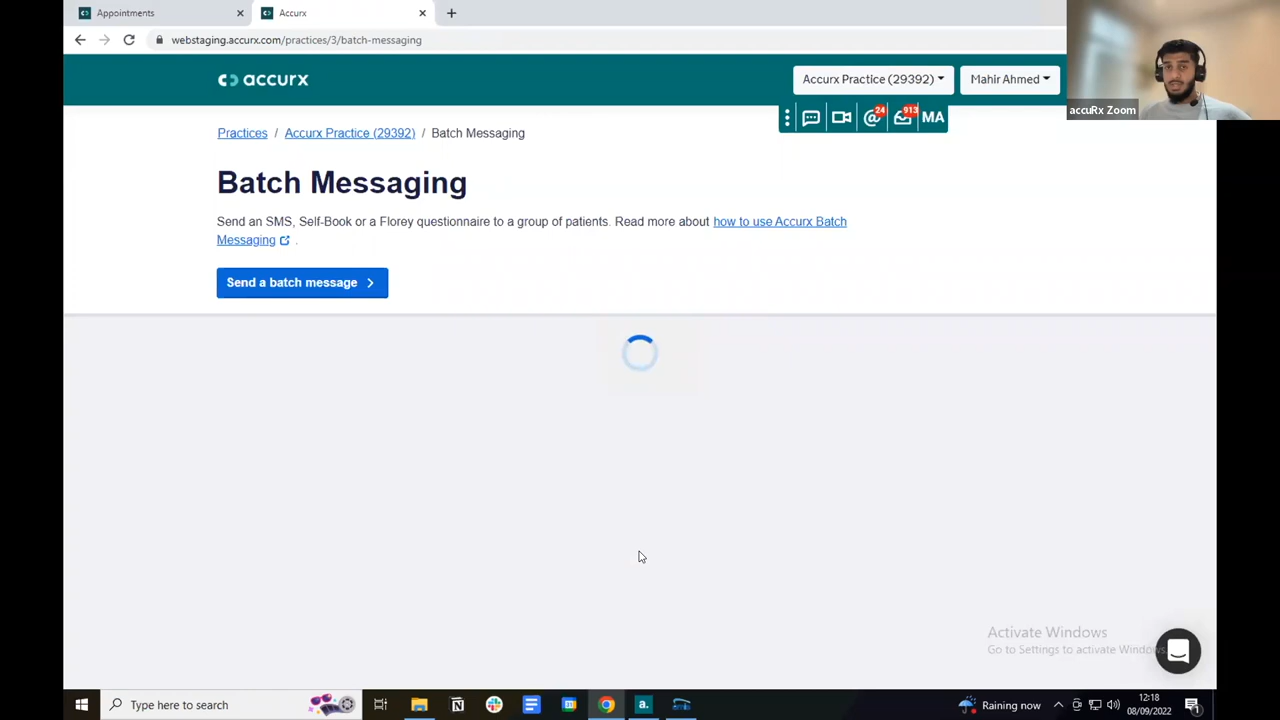 Appointments
Accurx
webstaging.accurx.com/practices/3/batch-messaging
accurx
Accurx Practice (29392)
Mahir Ahmed
accuRx Zoom
24
913
MA
Practices / Accurx Practice (29392) / Batch Messaging
Batch Messaging
Send an SMS, Self-Book or a Florey questionnaire to a group of patients. Read more about how to use Accurx Batch
Messaging .
Send a batch message
Activate Windows
Go to Settings to activate Windows.
Type here to search
a.
Raining now
12:18
08/09/2022
1